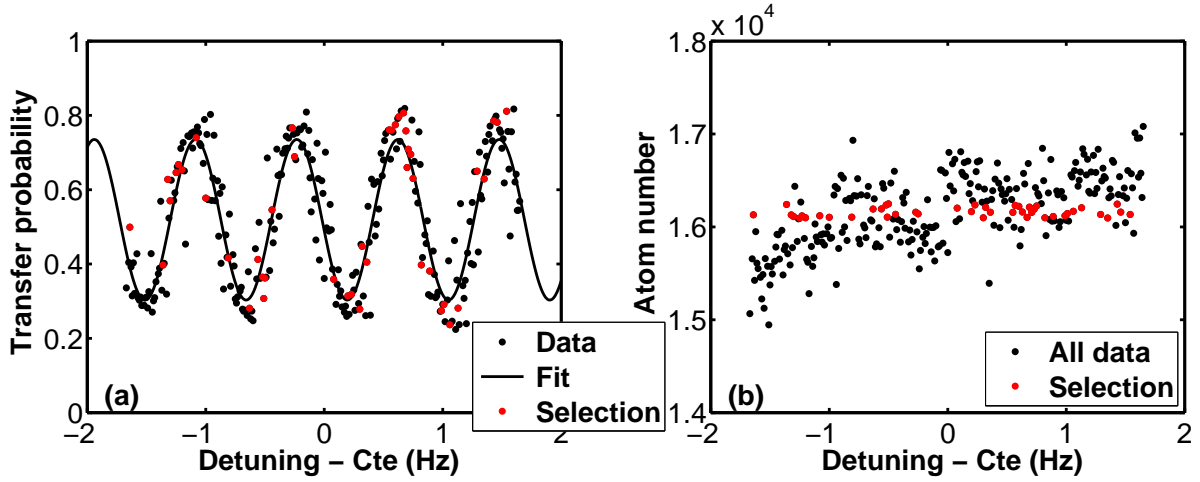 1
0.8
0.6
0.4
0.2
0
−2
−1
0
1
2
Transfer probability
Detuning − Cte (Hz)
(a)
Data
Fit
Selection
x 10^4
1.8
1.7
1.6
1.5
1.4
−2
−1
0
1
2
Atom number
Detuning − Cte (Hz)
(b)
All data
Selection